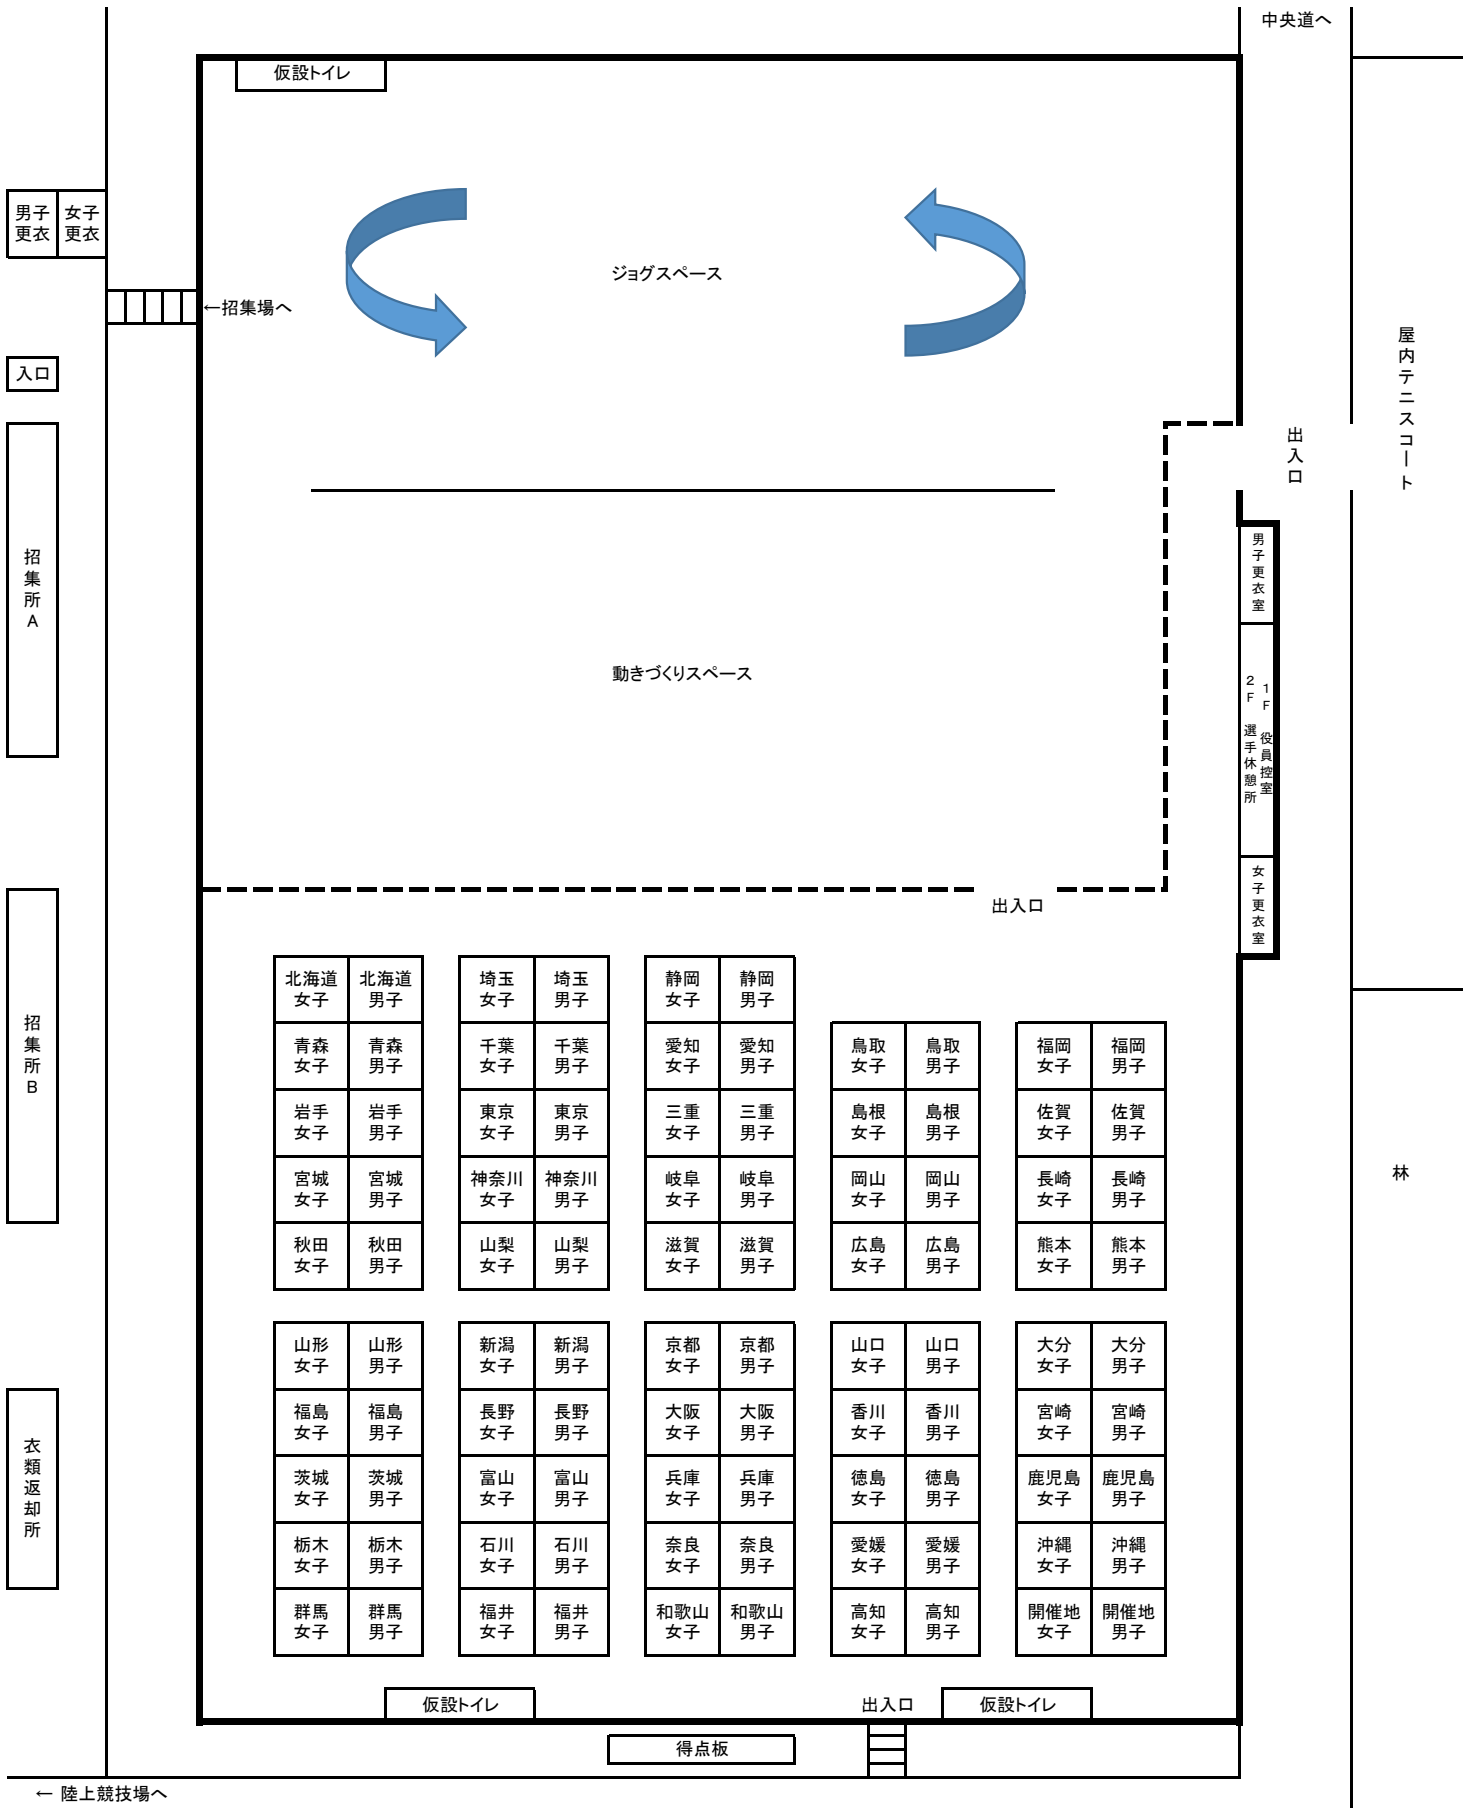 中央道へ
仮設トイレ
男子
更衣
女子
更衣
ジョグスペース
←招集場へ
入口
屋内テニスコート
出入口
招集所A
男子更衣室
動きづくりスペース
1F 役員控室
2F 選手休憩所
女子更衣室
出入口
招集所B
北海道
女子
北海道
男子
埼玉
女子
埼玉
男子
静岡
女子
静岡
男子
青森
女子
青森
男子
千葉
女子
千葉
男子
愛知
女子
愛知
男子
鳥取
女子
鳥取
男子
福岡
女子
福岡
男子
岩手
女子
岩手
男子
東京
女子
東京
男子
三重
女子
三重
男子
島根
女子
島根
男子
佐賀
女子
佐賀
男子
宮城
女子
宮城
男子
神奈川
女子
神奈川
男子
岐阜
女子
岐阜
男子
岡山
女子
岡山
男子
長崎
女子
長崎
男子
林
秋田
女子
秋田
男子
山梨
女子
山梨
男子
滋賀
女子
滋賀
男子
広島
女子
広島
男子
熊本
女子
熊本
男子
山形
女子
山形
男子
新潟
女子
新潟
男子
京都
女子
京都
男子
山口
女子
山口
男子
大分
女子
大分
男子
福島
女子
福島
男子
長野
女子
長野
男子
大阪
女子
大阪
男子
香川
女子
香川
男子
宮崎
女子
宮崎
男子
衣類返却所
茨城
女子
茨城
男子
富山
女子
富山
男子
兵庫
女子
兵庫
男子
徳島
女子
徳島
男子
鹿児島
女子
鹿児島
男子
栃木
女子
栃木
男子
石川
女子
石川
男子
奈良
女子
奈良
男子
愛媛
女子
愛媛
男子
沖縄
女子
沖縄
男子
群馬
女子
群馬
男子
福井
女子
福井
男子
和歌山
女子
和歌山
男子
高知
女子
高知
男子
開催地
女子
開催地
男子
仮設トイレ
出入口
仮設トイレ
得点板
← 陸上競技場へ